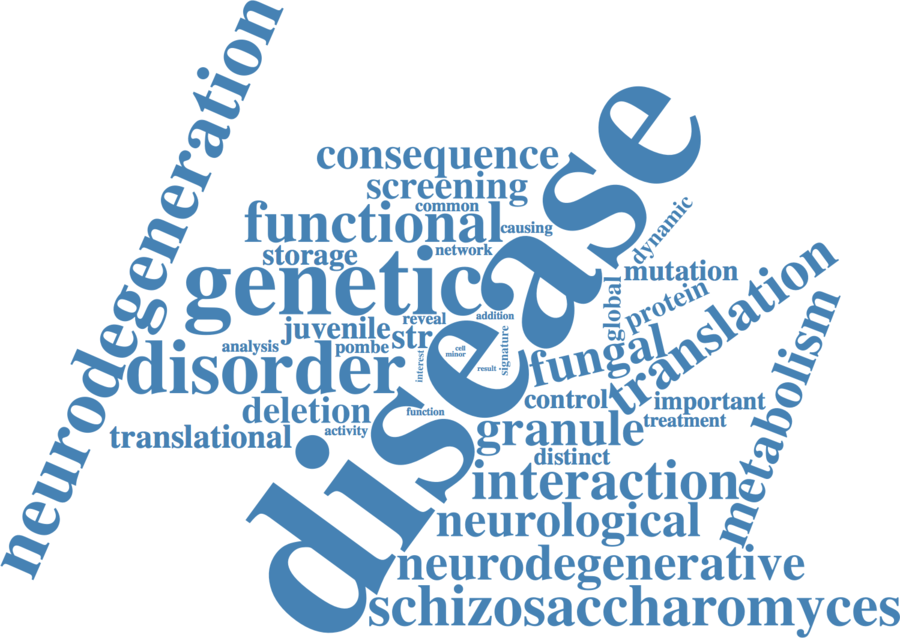 neurodegeneration
disease
consequence
screening
common
functional
causing
dynamic
network
storage
genetic
mutation
global
protein
translation
addition
reveal
juvenile
str
signature
fungal
metabolism
analysis
pombe
cell
minor
interest
result
disorder
control
important
deletion
function
treatment
activity
granule
translational
distinct
interaction
neurological
neurodegenerative
schizosaccharomyces